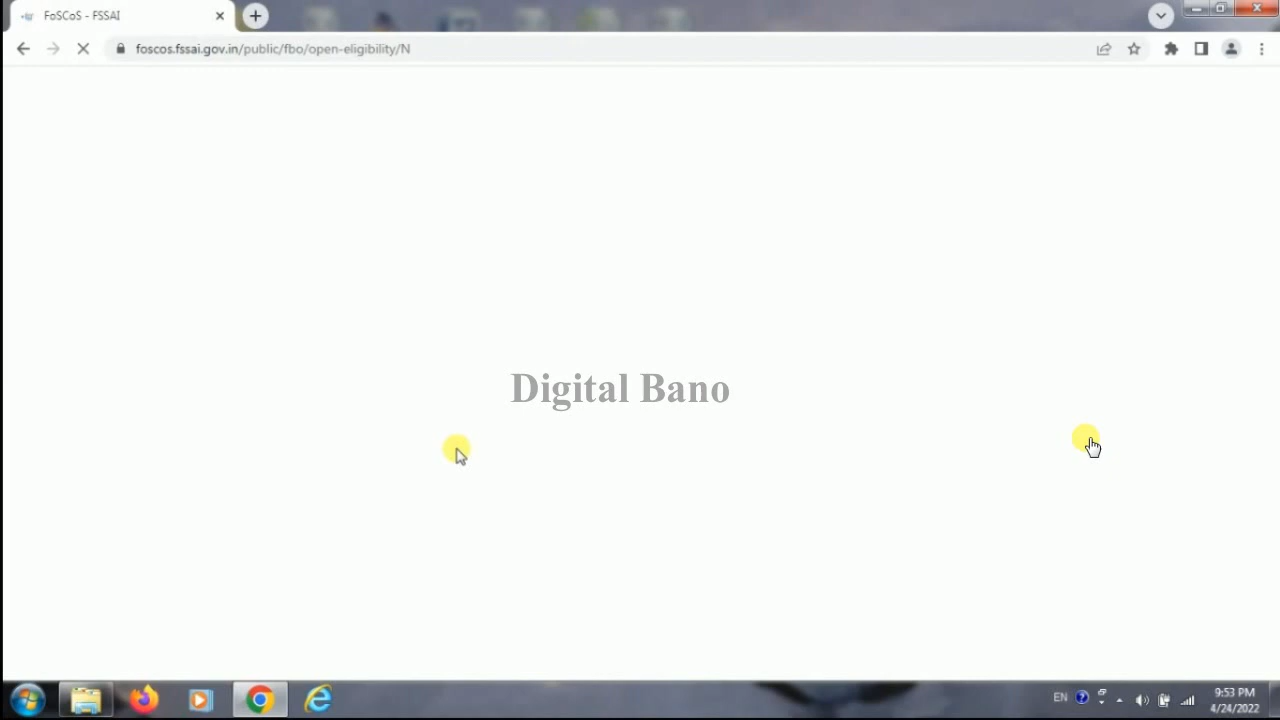 FoSCoS - FSSAI
foscos.fssai.gov.in/public/fbo/open-eligibility/N
Digital Bano
EN
9:53 PM
4/24/2022